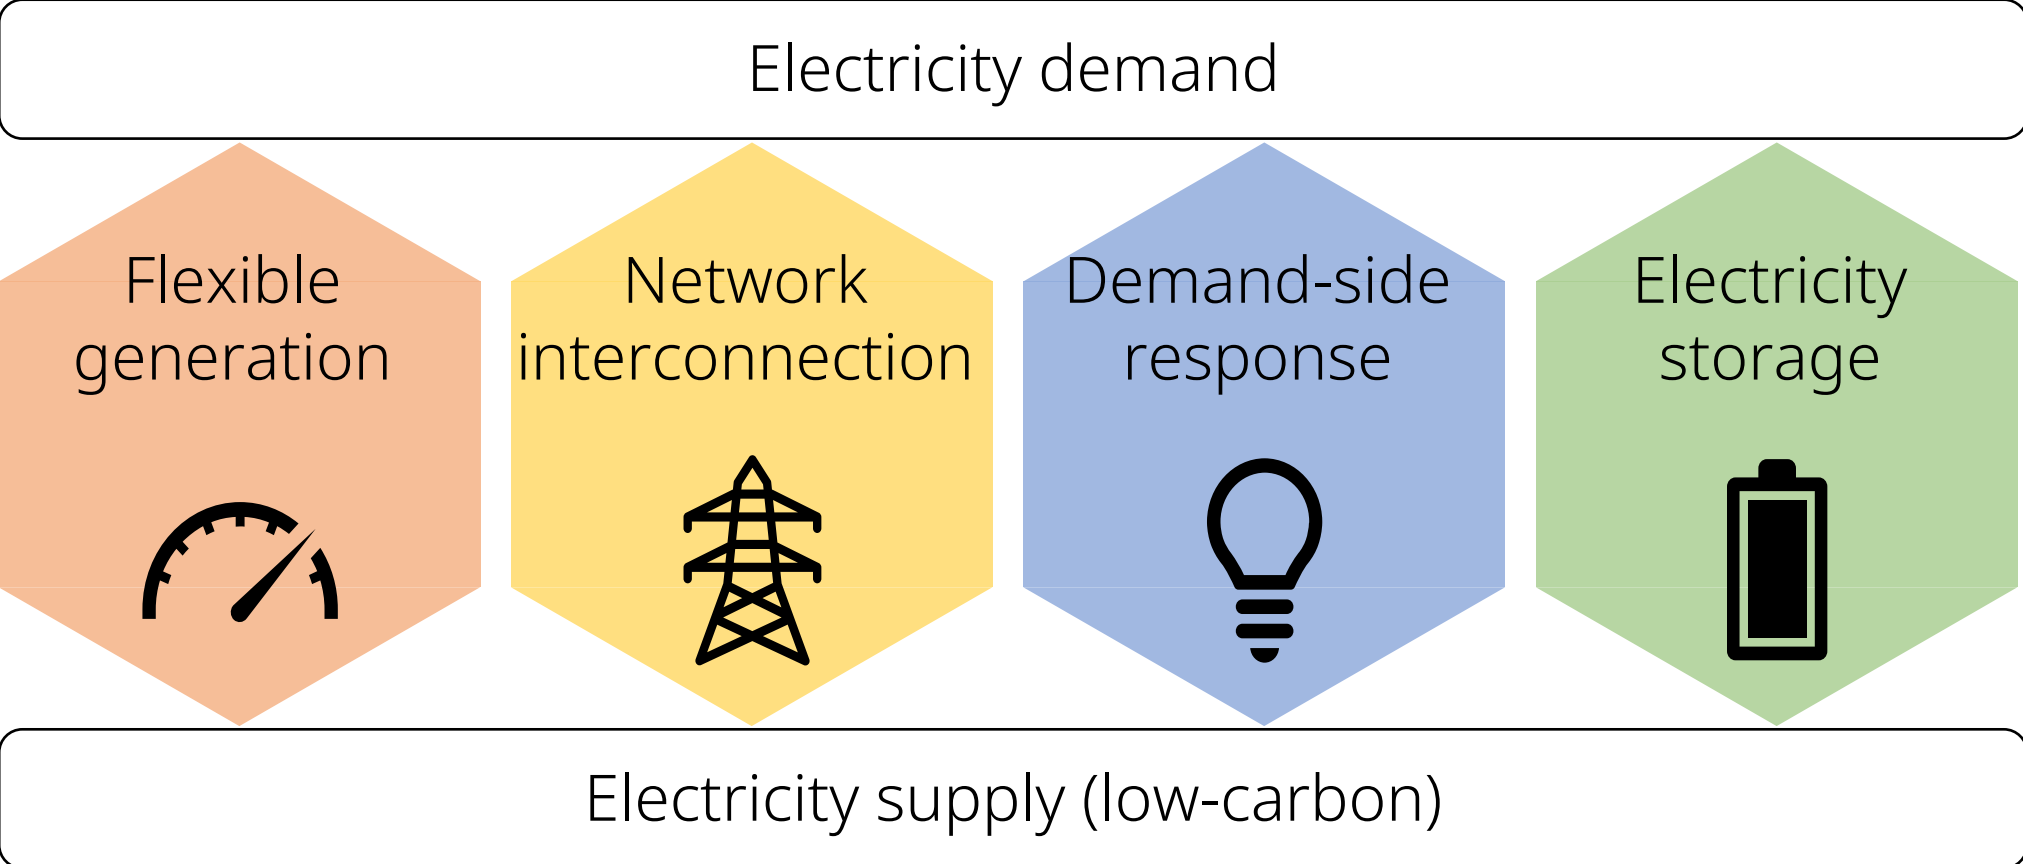 Electricity demand
Flexible
generation
Network
interconnection
Demand-side
response
Electricity
storage
Electricity supply (low-carbon)